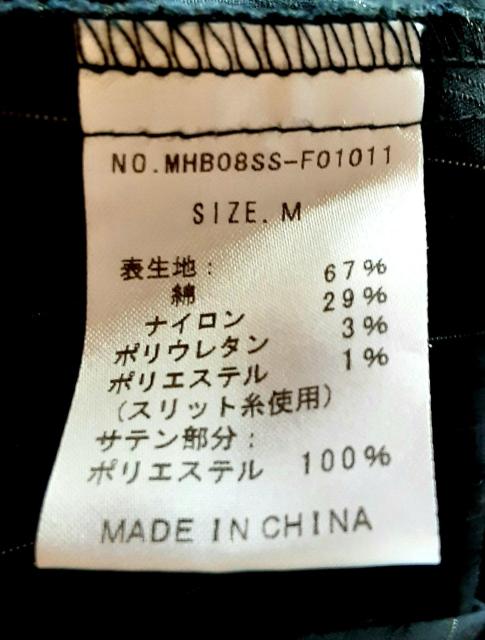 NO.MHB08SS-F01011
SIZE.M
表生地:
綿 67%
ナイロン 29%
ポリウレタン 3%
ポリエステル 1%
(スリット糸使用)
サテン部分:
ポリエステル 100%
MADE IN CHINA